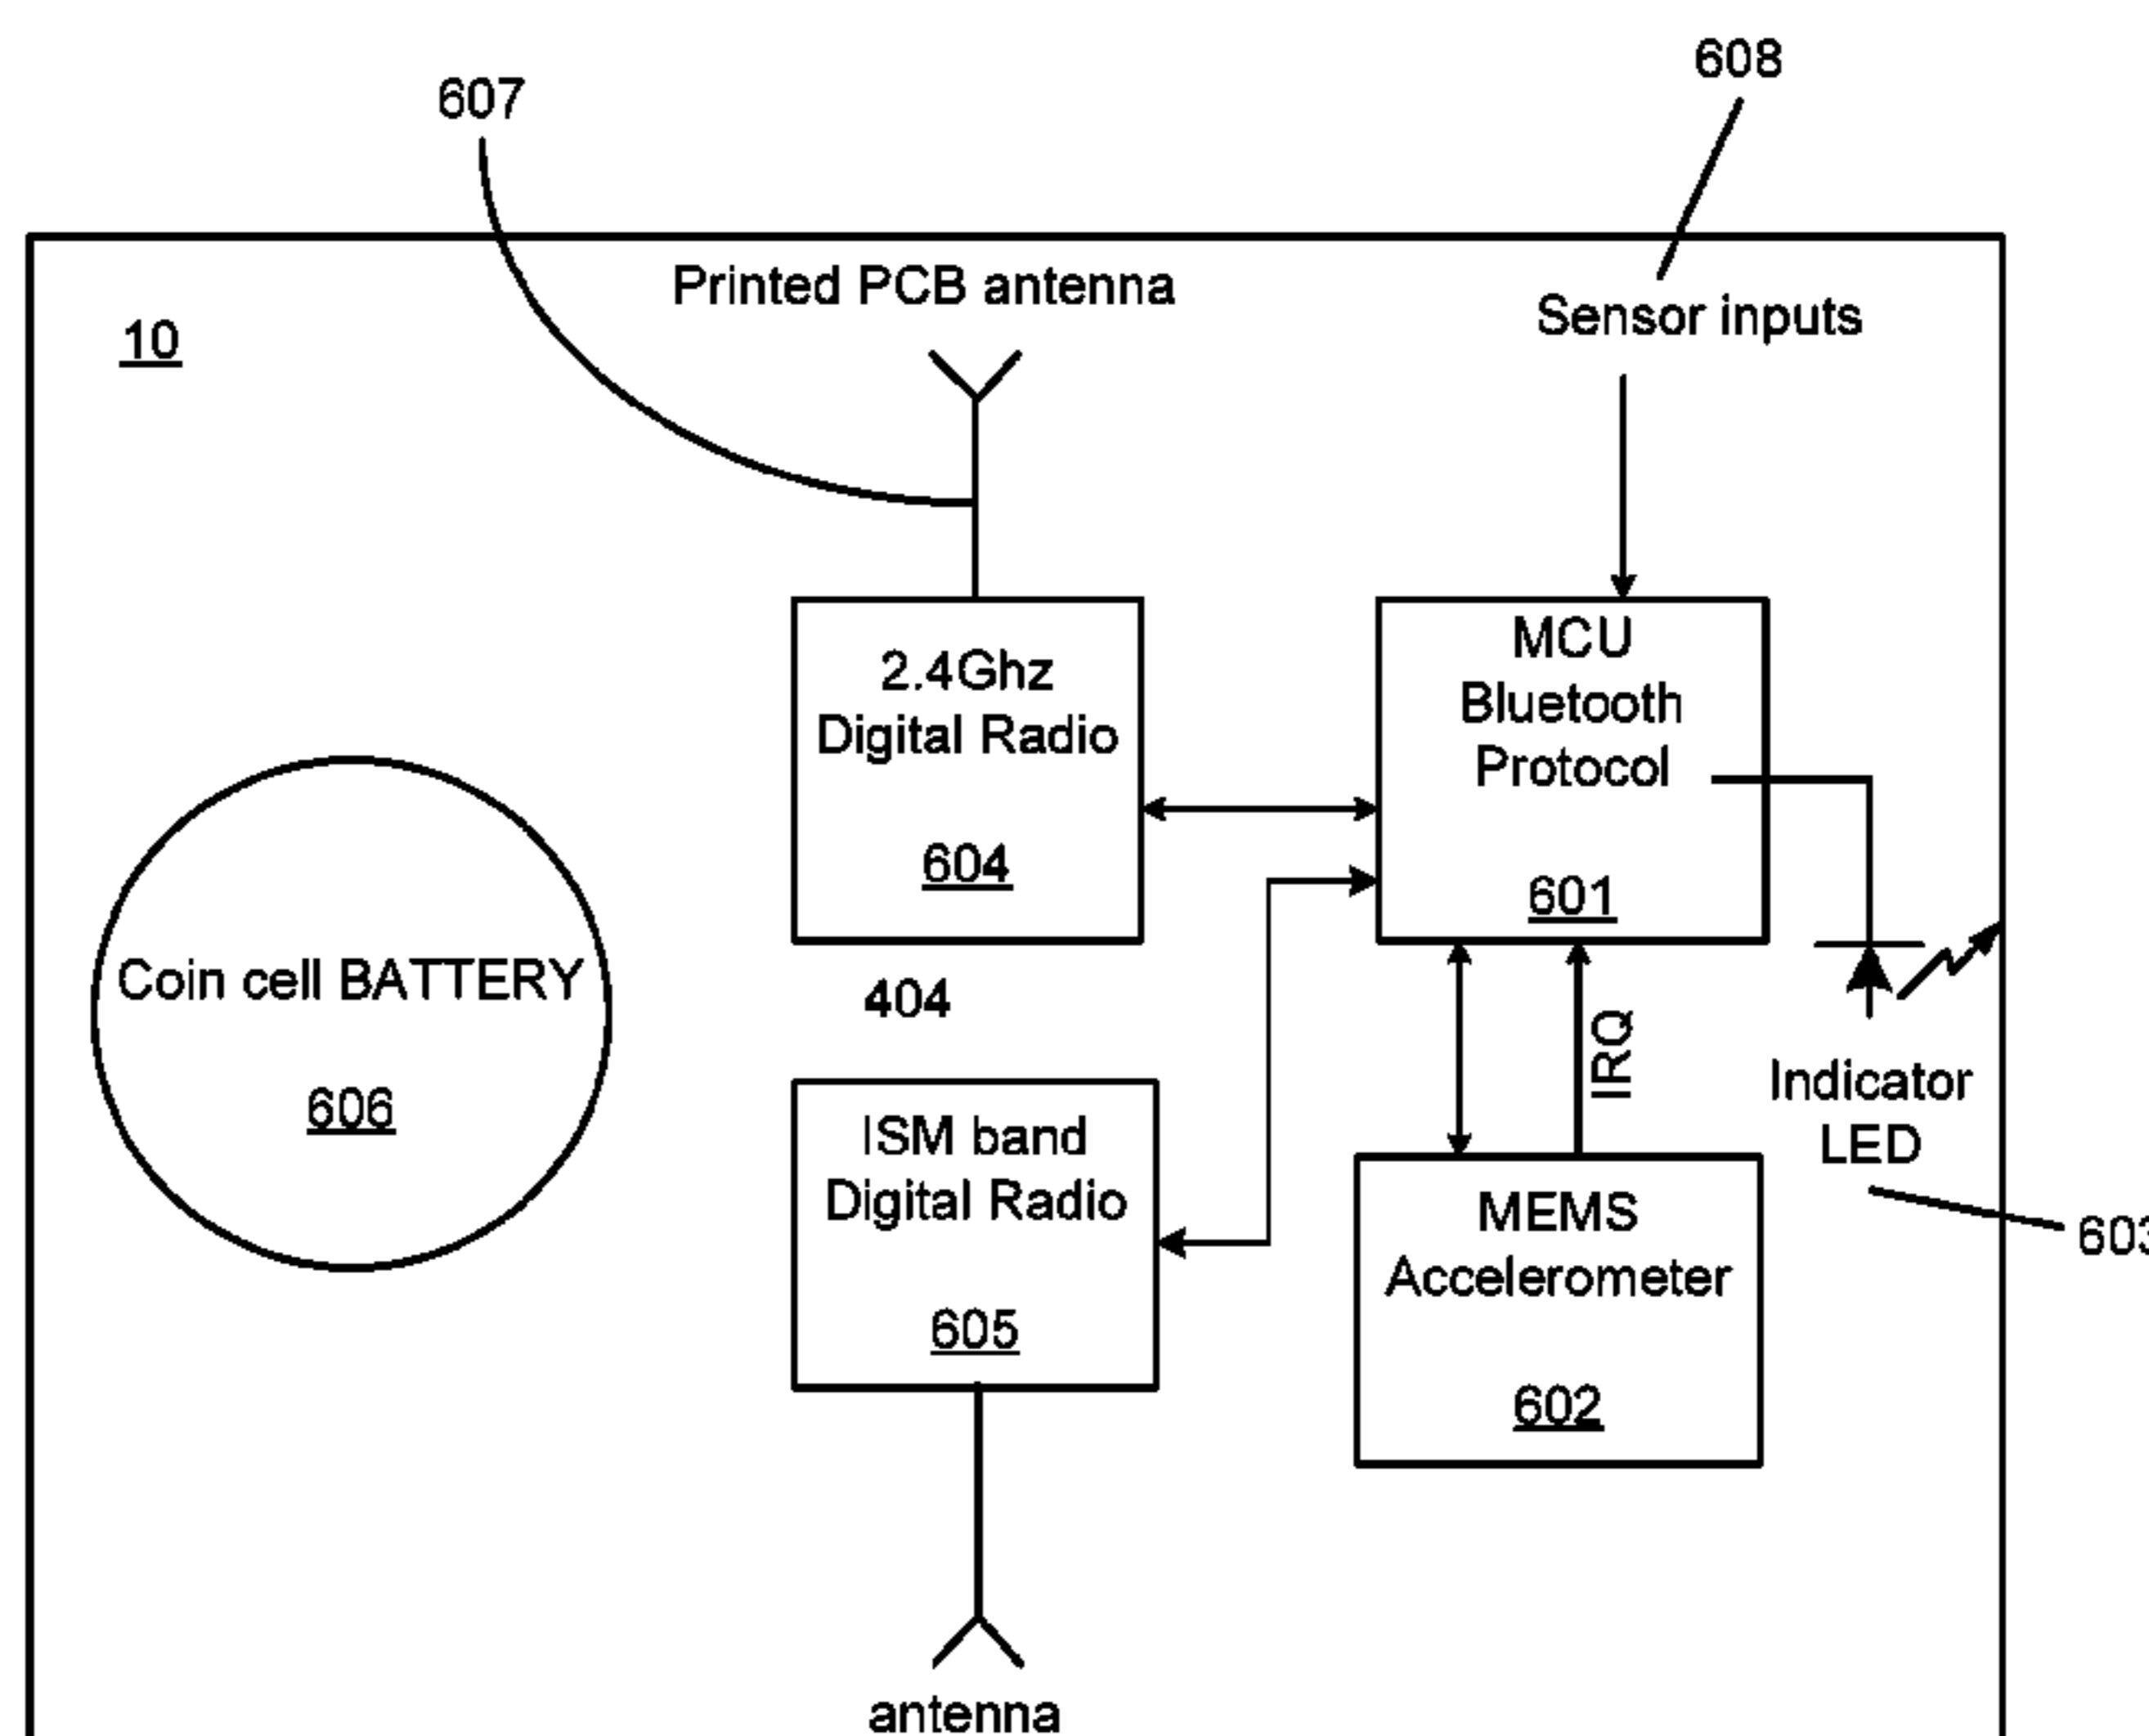 608
607
Printed PCB antenna
Sensor inputs
10
MCU
Bluetooth
Protocol
601
2.4Ghz
Digital Radio
604
Coin cell BATTERY
606
404
IRQ
Indicator
LED
603
ISM band
Digital Radio
605
MEMS
Accelerometer
602
antenna